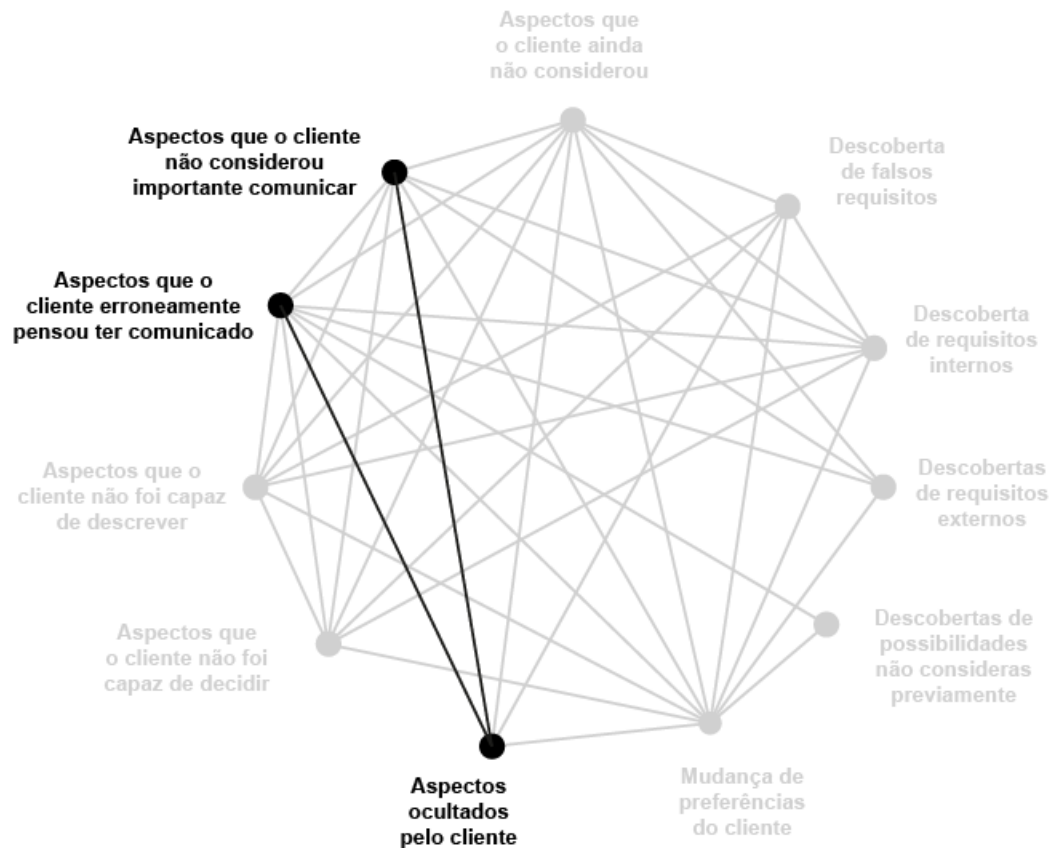 Aspectos que
o cliente ainda
não considerou
Aspectos que o cliente
não considerou
importante comunicar
Descoberta
de falsos
requisitos
Aspectos que o
cliente erroneamente
pensou ter comunicado
Descoberta
de requisitos
internos
Aspectos que o
cliente não foi capaz
de descrever
Descobertas
de requisitos
externos
Aspectos que
o cliente não foi
capaz de decidir
Descobertas de
possibilidades
não consideras
previamente
Aspectos
ocultados
pelo cliente
Mudança de
preferências
do cliente